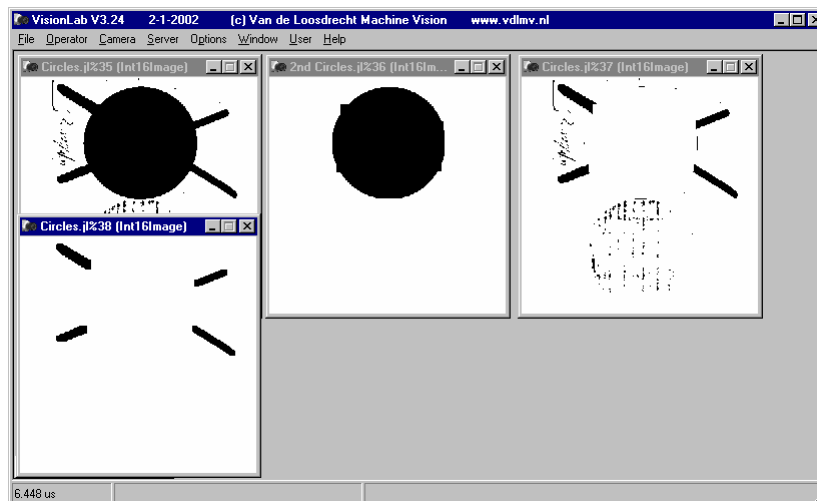 VisionLab V3.24 2-1-2002 (c) Van de Loosdrecht Machine Vision www.vdlmv.nl
File Operator Camera Server Options Window User Help
Circles.jl%35 (Int16Image)
2nd Circles.jl%36 (Int16Im...
Circles.jl%37 (Int16Image)
Circles.jl%38 (Int16Image)
6.448 us